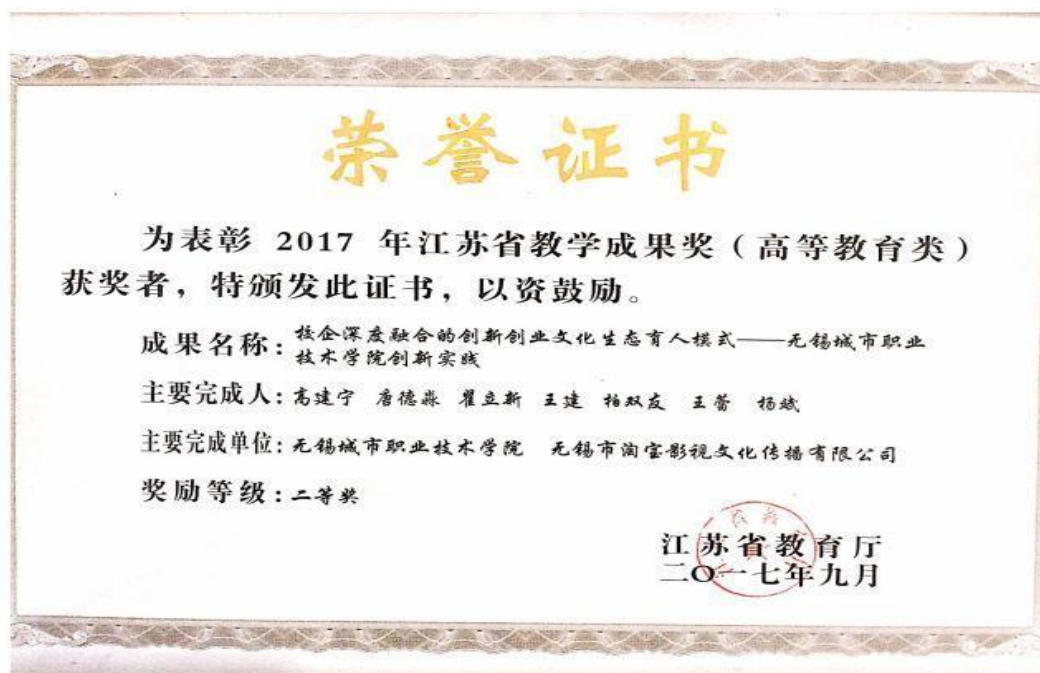 荣誉证书
为表彰 2017 年江苏省教学成果奖（高等教育类）
获奖者，特颁发此证书，以资鼓励。
成果名称：校企深度融合的创新创业文化生态育人模式——无锡城市职业
技术学院创新实践
主要完成人：高建宁 唐德淼 瞿立新 王建 柏双友 王蕾 杨斌
主要完成单位：无锡城市职业技术学院 无锡市淘宝影视文化传播有限公司
奖励等级：二等奖
江苏省教育厅
二〇一七年九月